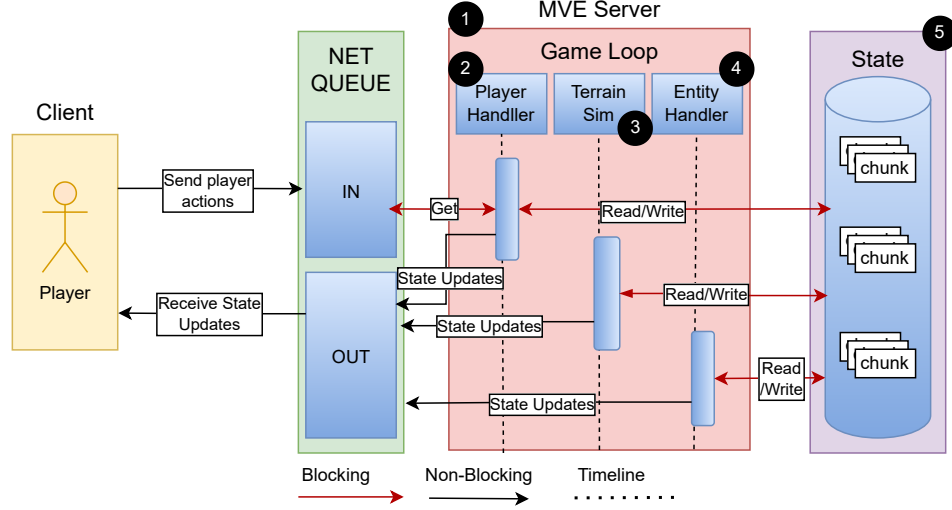 MVE Server
1
5
NET
QUEUE
Game Loop
State
2
4
Client
Player
Handller
Terrain
Sim
Entity
Handler
3
chunk
Send player
actions
IN
Get
Read/Write
chunk
State Updates
Player
Receive State
Updates
Read/Write
State Updates
OUT
chunk
Read
/Write
State Updates
Blocking
Non-Blocking
Timeline